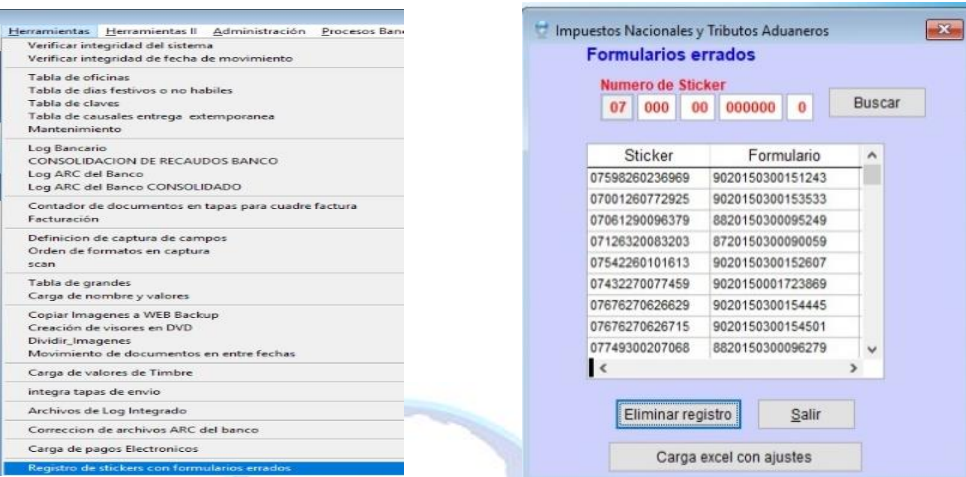 Herramientas Herramientas II Administración Procesos Ban
Verificar integridad del sistema
Verificar integridad de fecha de movimiento
Tabla de oficinas
Tabla de dias festivos o no habiles
Tabla de claves
Tabla de causales entrega extemporanea
Mantenimiento
Log Bancario
CONSOLIDACION DE RECAUDOS BANCO
Log ARC del Banco
Log ARC del Banco CONSOLIDADO
Contador de documentos en tapas para cuadre factura
Facturación
Definicion de captura de campos
Orden de formatos en captura
scan
Tabla de grandes
Carga de nombre y valores
Copiar Imagenes a WEB Backup
Creación de visores en DVD
Dividir_Imagenes
Movimiento de documentos en entre fechas
Carga de valores de Timbre
integra tapas de envio
Archivos de Log Integrado
Correccion de archivos ARC del banco
Carga de pagos Electronicos
Registro de stickers con formularios errados
Impuestos Nacionales y Tributos Aduaneros
Formularios errados
Numero de Sticker
07 000 00 000000 0 Buscar
Sticker Formulario
07598260236969 9020150300151243
07001260772925 9020150300153533
07061290096379 8820150300095249
07126320083203 8720150300090059
07542260101613 9020150300152607
07432270077459 9020150001723869
07676270626629 9020150300154445
07676270626715 9020150300154501
07749300207068 8820150300096279
Eliminar registro Salir
Carga excel con ajustes